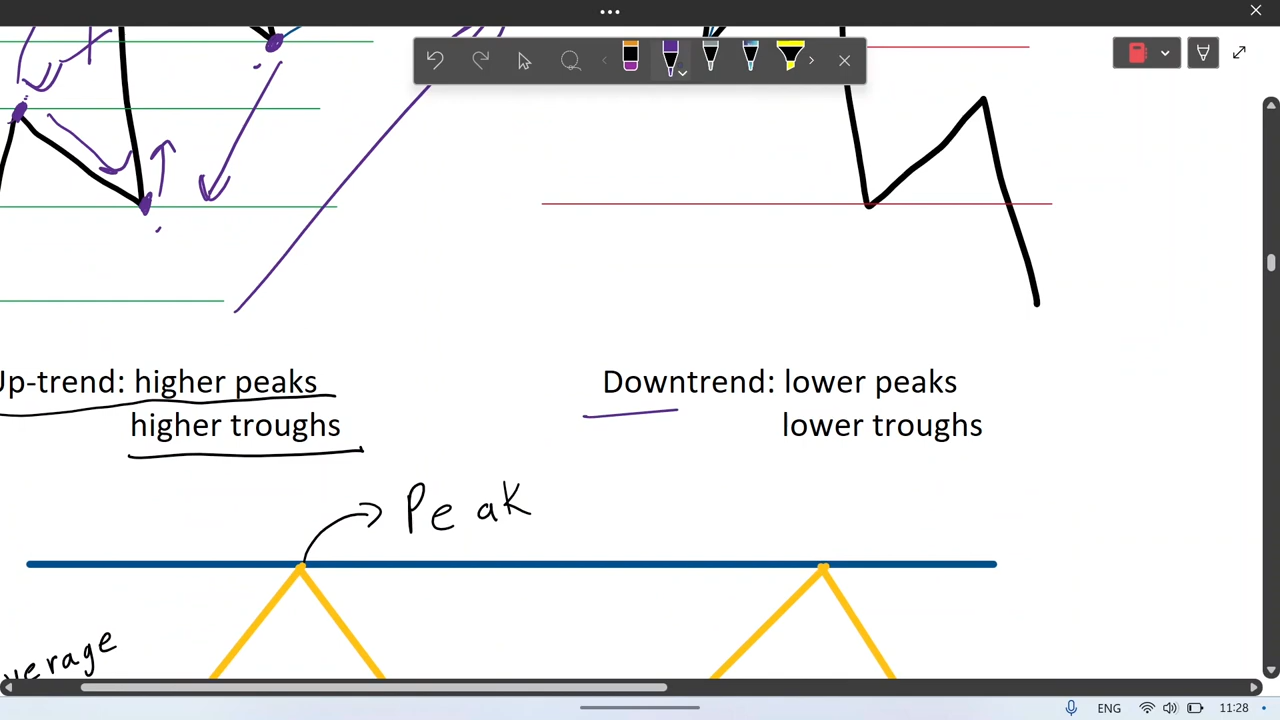 Up-trend: higher peaks
higher troughs
Downtrend: lower peaks
lower troughs
Peak
verage
ENG
11:28